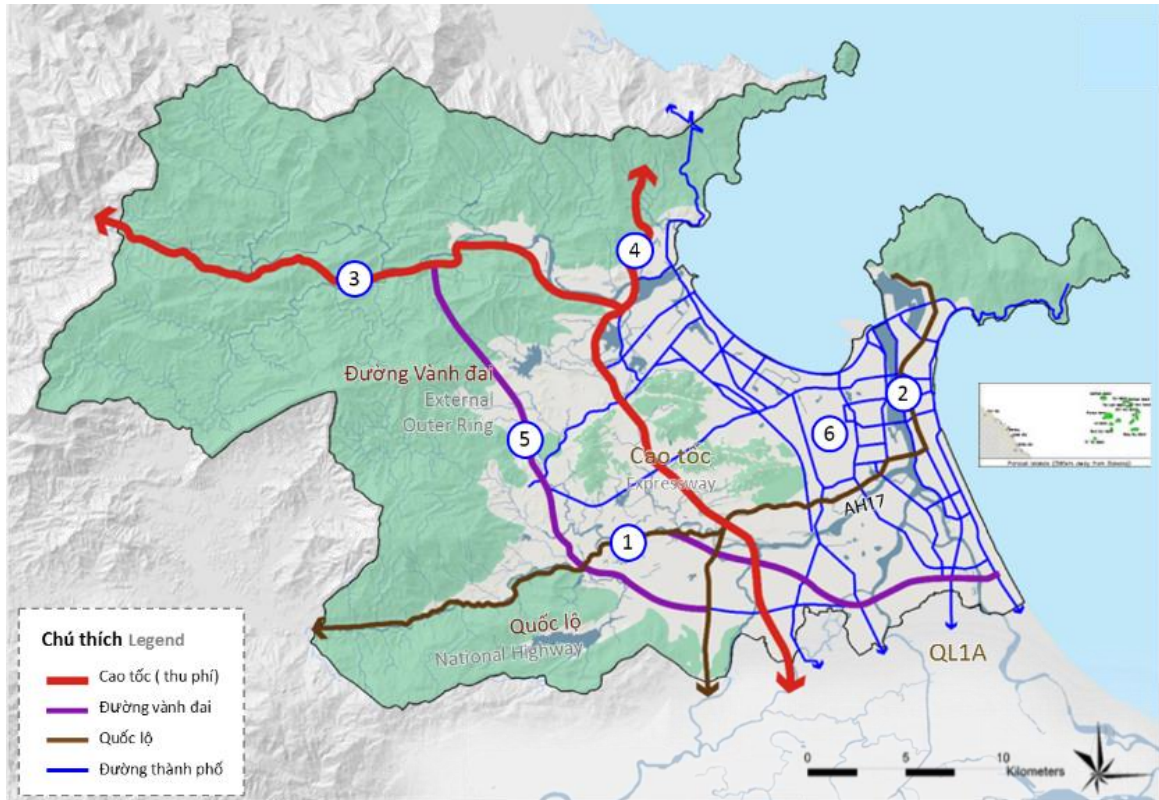 4
3
Đường Vành đai
External
Outer Ring
2
5
6
Cao tốc
Expressway
AH17
1
Quốc lộ
National Highway
QL1A
Chú thích Legend
Cao tốc ( thu phí)
Đường vành đai
Quốc lộ
Đường thành phố
0 5 10
Kilometers